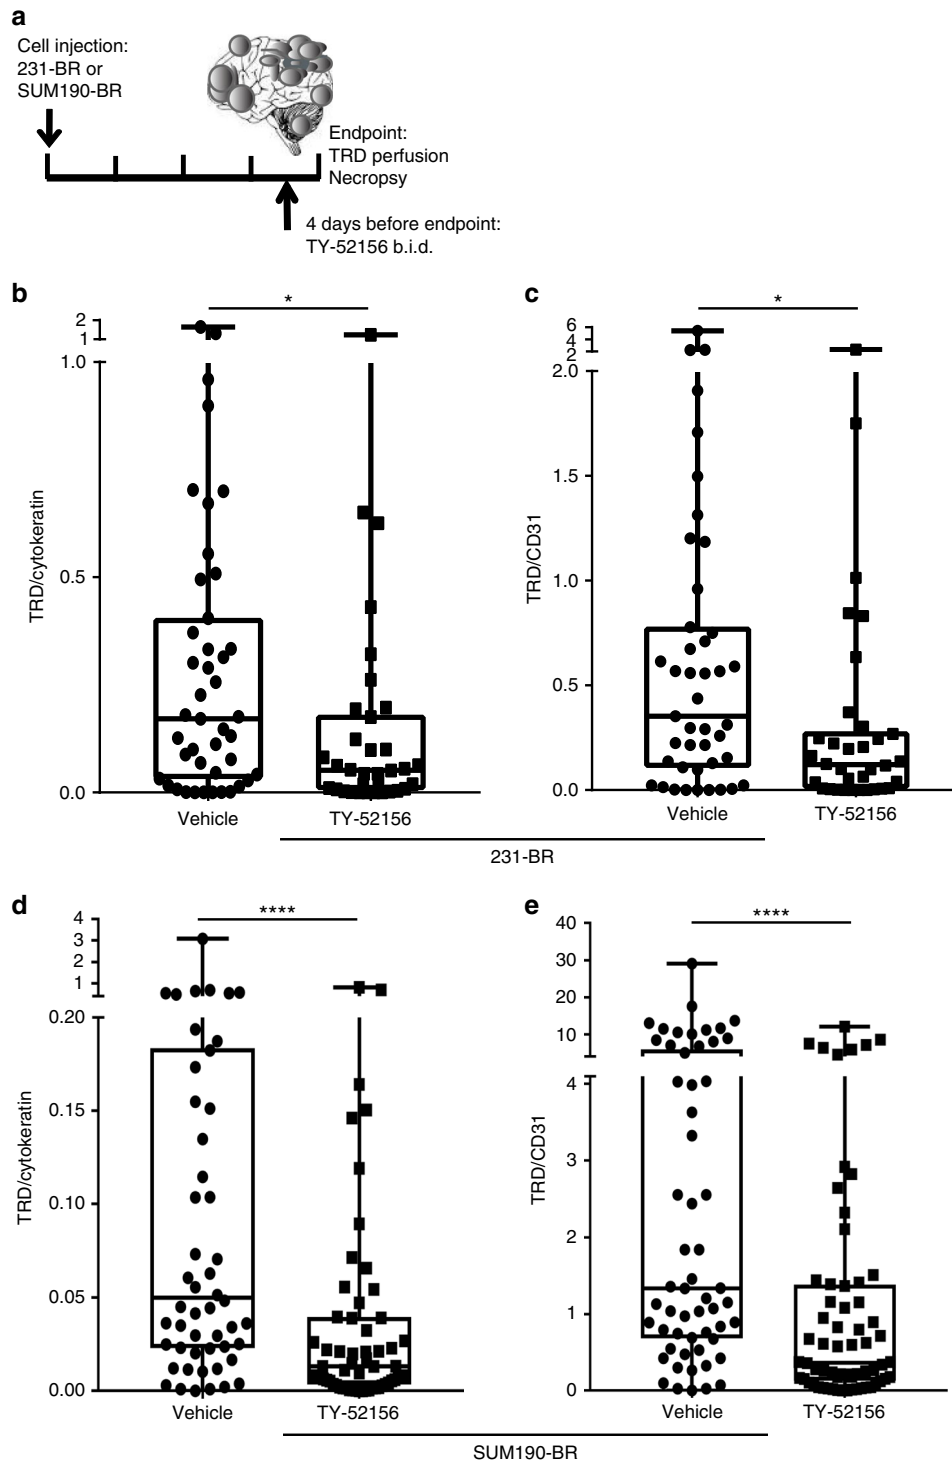 a
Cell injection:
231-BR or
SUM190-BR
Endpoint:
TRD perfusion
Necropsy
4 days before endpoint:
TY-52156 b.i.d.
b
*
2
1
1.0
0.5
0.0
TRD/cytokeratin
Vehicle
TY-52156
c
*
6
4
2
2.0
1.5
1.0
0.5
0.0
TRD/CD31
Vehicle
TY-52156
231-BR
d
****
4
3
2
1
0.20
0.15
0.10
0.05
0.00
TRD/cytokeratin
Vehicle
TY-52156
e
****
40
30
20
10
4
3
2
1
0
TRD/CD31
Vehicle
TY-52156
SUM190-BR